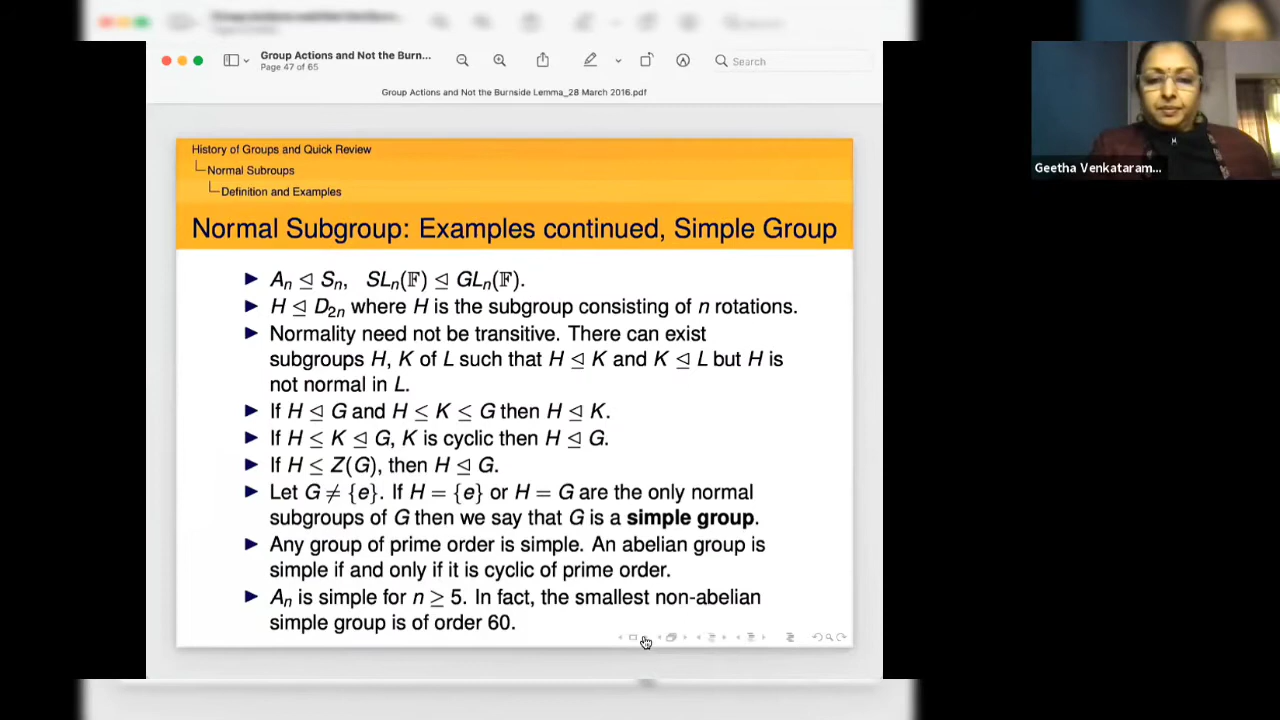 Group Actions and Not the Burn...
Page 47 of 65
Search
Group Actions and Not the Burnside Lemma_28 March 2016.pdf
Geetha Venkataram...
History of Groups and Quick Review
Normal Subroups
Definition and Examples
Normal Subgroup: Examples continued, Simple Group
Aₙ ⊴ Sₙ, SLₙ(𝔽) ⊴ GLₙ(𝔽).
H ⊴ D₂ₙ where H is the subgroup consisting of n rotations.
Normality need not be transitive. There can exist
subgroups H, K of L such that H ⊴ K and K ⊴ L but H is
not normal in L.
If H ⊴ G and H ≤ K ≤ G then H ⊴ K.
If H ≤ K ⊴ G, K is cyclic then H ⊴ G.
If H ≤ Z(G), then H ⊴ G.
Let G ≠ {e}. If H = {e} or H = G are the only normal
subgroups of G then we say that G is a simple group.
Any group of prime order is simple. An abelian group is
simple if and only if it is cyclic of prime order.
Aₙ is simple for n ≥ 5. In fact, the smallest non-abelian
simple group is of order 60.